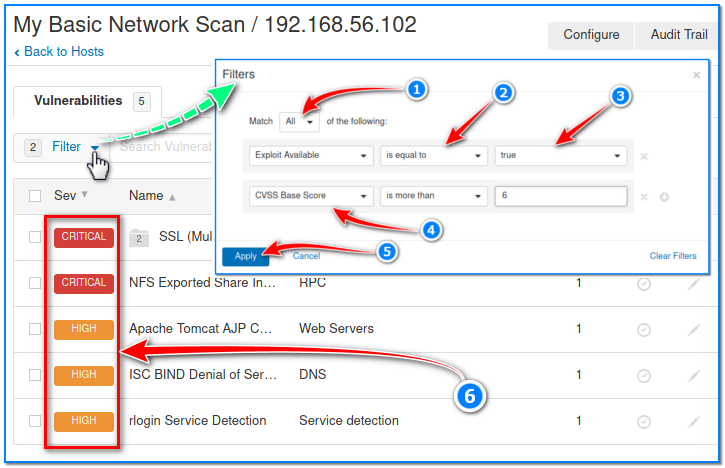 My Basic Network Scan / 192.168.56.102
Configure
Audit Trail
Back to Hosts
Vulnerabilities 5
2 Filter
Search Vulnerab
Filters
Match All of the following:
Exploit Available is equal to true
CVSS Base Score is more than 6
Apply Cancel Clear Filters
1
2
3
4
5
Sev Name
CRITICAL 2 SSL (Mul
CRITICAL NFS Exported Share In... RPC 1
HIGH Apache Tomcat AJP C... Web Servers 1
HIGH ISC BIND Denial of Ser... DNS 1
HIGH rlogin Service Detection Service detection 1
6